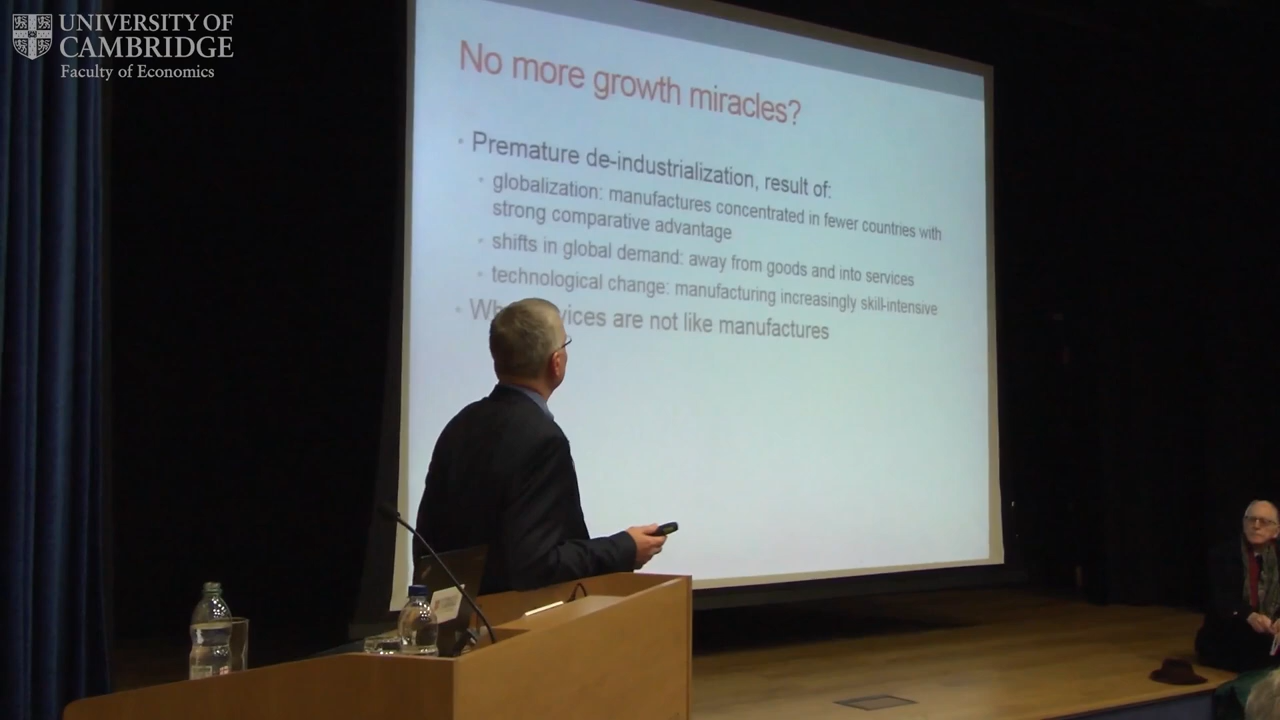 UNIVERSITY OF
CAMBRIDGE
Faculty of Economics
No more growth miracles?
Premature de-industrialization, result of:
globalization: manufactures concentrated in fewer countries with
strong comparative advantage
shifts in global demand: away from goods and into services
technological change: manufacturing increasingly skill-intensive
are not like manufactures